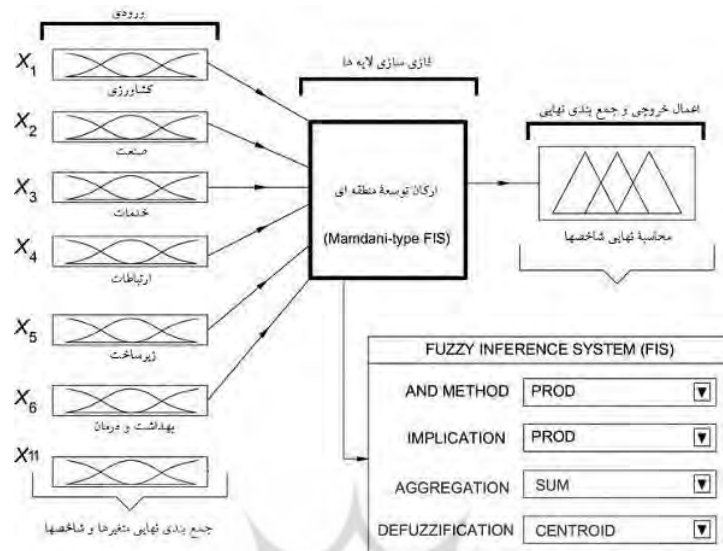 ورودی
X1
کشاورزی
X2
صنعت
X3
خدمات
X4
ارتباطات
X5
زیرساخت
X6
بهداشت و درمان
X11
جمع بندی نهایی متغیرها و شاخصها
فازی سازی لایه ها
ارکان توسعۀ منطقه ای
(Mamdani-type FIS)
اعمال خروجی و جمع بندی نهایی
محاسبۀ نهایی شاخصها
FUZZY INFERENCE SYSTEM (FIS)
AND METHOD PROD
IMPLICATION PROD
AGGREGATION SUM
DEFUZZIFICATION CENTROID